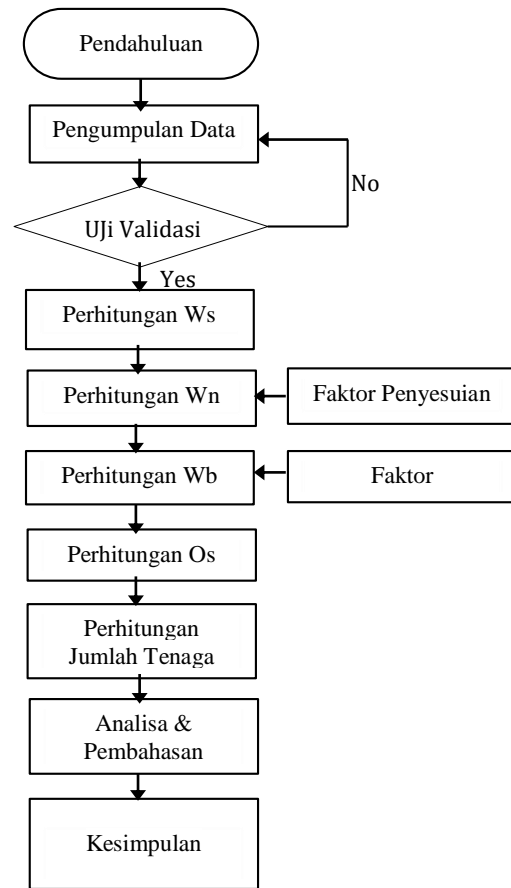 Pendahuluan
Pengumpulan Data
No
UJi Validasi
Yes
Perhitungan Ws
Perhitungan Wn
Faktor Penyesuian
Perhitungan Wb
Faktor
Perhitungan Os
Perhitungan
Jumlah Tenaga
Analisa &
Pembahasan
Kesimpulan